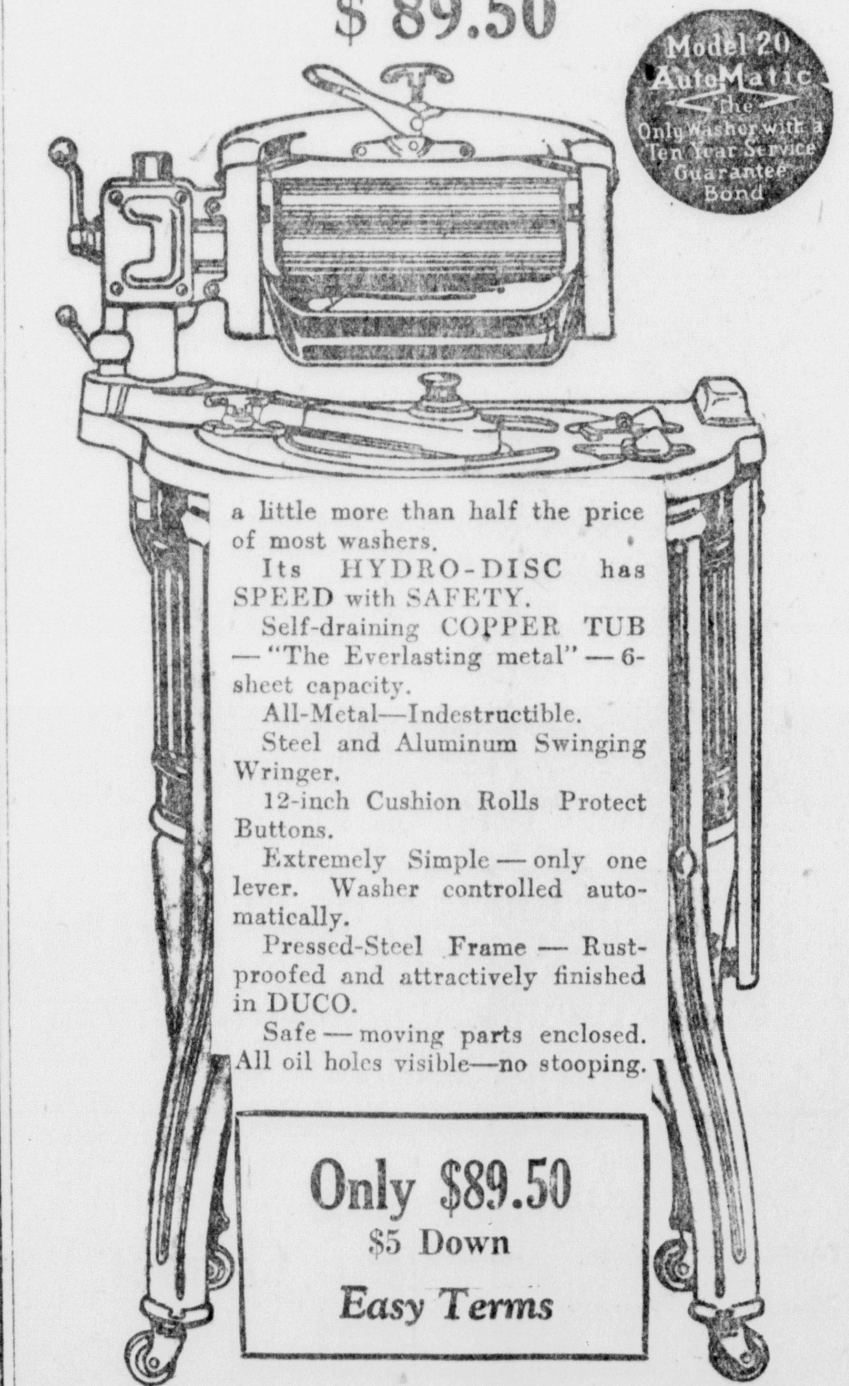 $ 89.50
Model 20
AutoMatic
The
Only Washer with a
Ten Year Service
Guarantee
Bond
a little more than half the price
of most washers.
Its HYDRO-DISC has
SPEED with SAFETY.
Self-draining COPPER TUB
— "The Everlasting metal" — 6-
sheet capacity.
All-Metal—Indestructible.
Steel and Aluminum Swinging
Wringer.
12-inch Cushion Rolls Protect
Buttons.
Extremely Simple — only one
lever. Washer controlled auto-
matically.
Pressed-Steel Frame — Rust-
proofed and attractively finished
in DUCO.
Safe — moving parts enclosed.
All oil holes visible—no stooping.
Only $89.50
$5 Down
Easy Terms